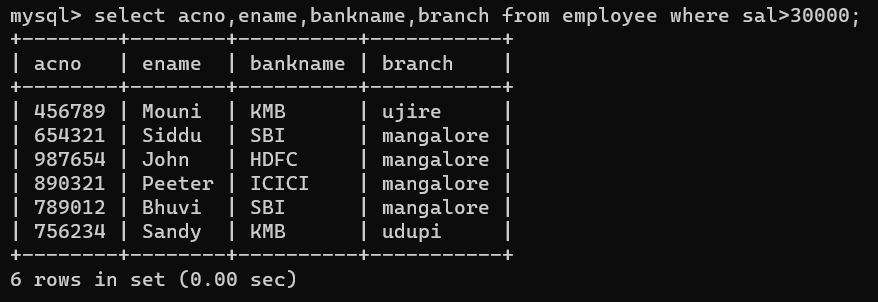 mysql> select acno,ename,bankname,branch from employee where sal>30000;
+--------+--------+----------+-----------+
| acno   | ename  | bankname | branch    |
+--------+--------+----------+-----------+
| 456789 | Mouni  | KMB      | ujire     |
| 654321 | Siddu  | SBI      | mangalore |
| 987654 | John   | HDFC     | mangalore |
| 890321 | Peeter | ICICI    | mangalore |
| 789012 | Bhuvi  | SBI      | mangalore |
| 756234 | Sandy  | KMB      | udupi     |
+--------+--------+----------+-----------+
6 rows in set (0.00 sec)